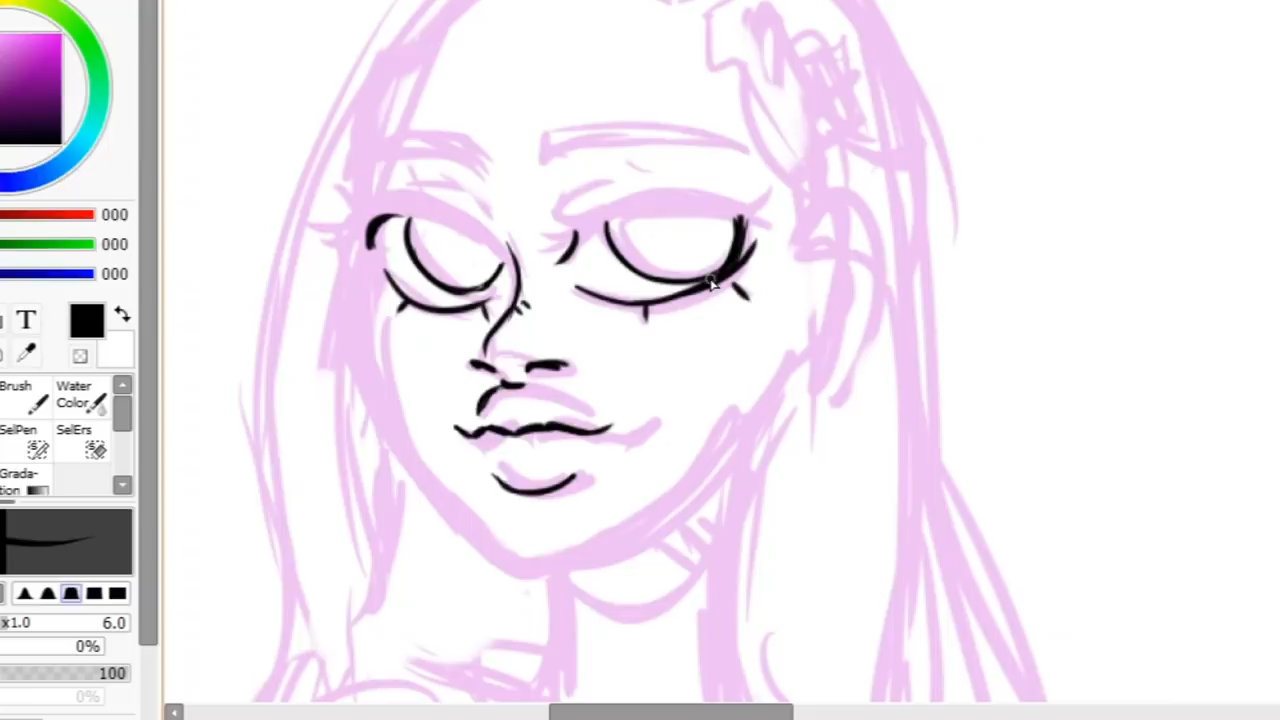 000
000
000
T
Brush Water
Color
SelPen SelErs
Grada-
tion
x1.0 6.0
0%
100
0%